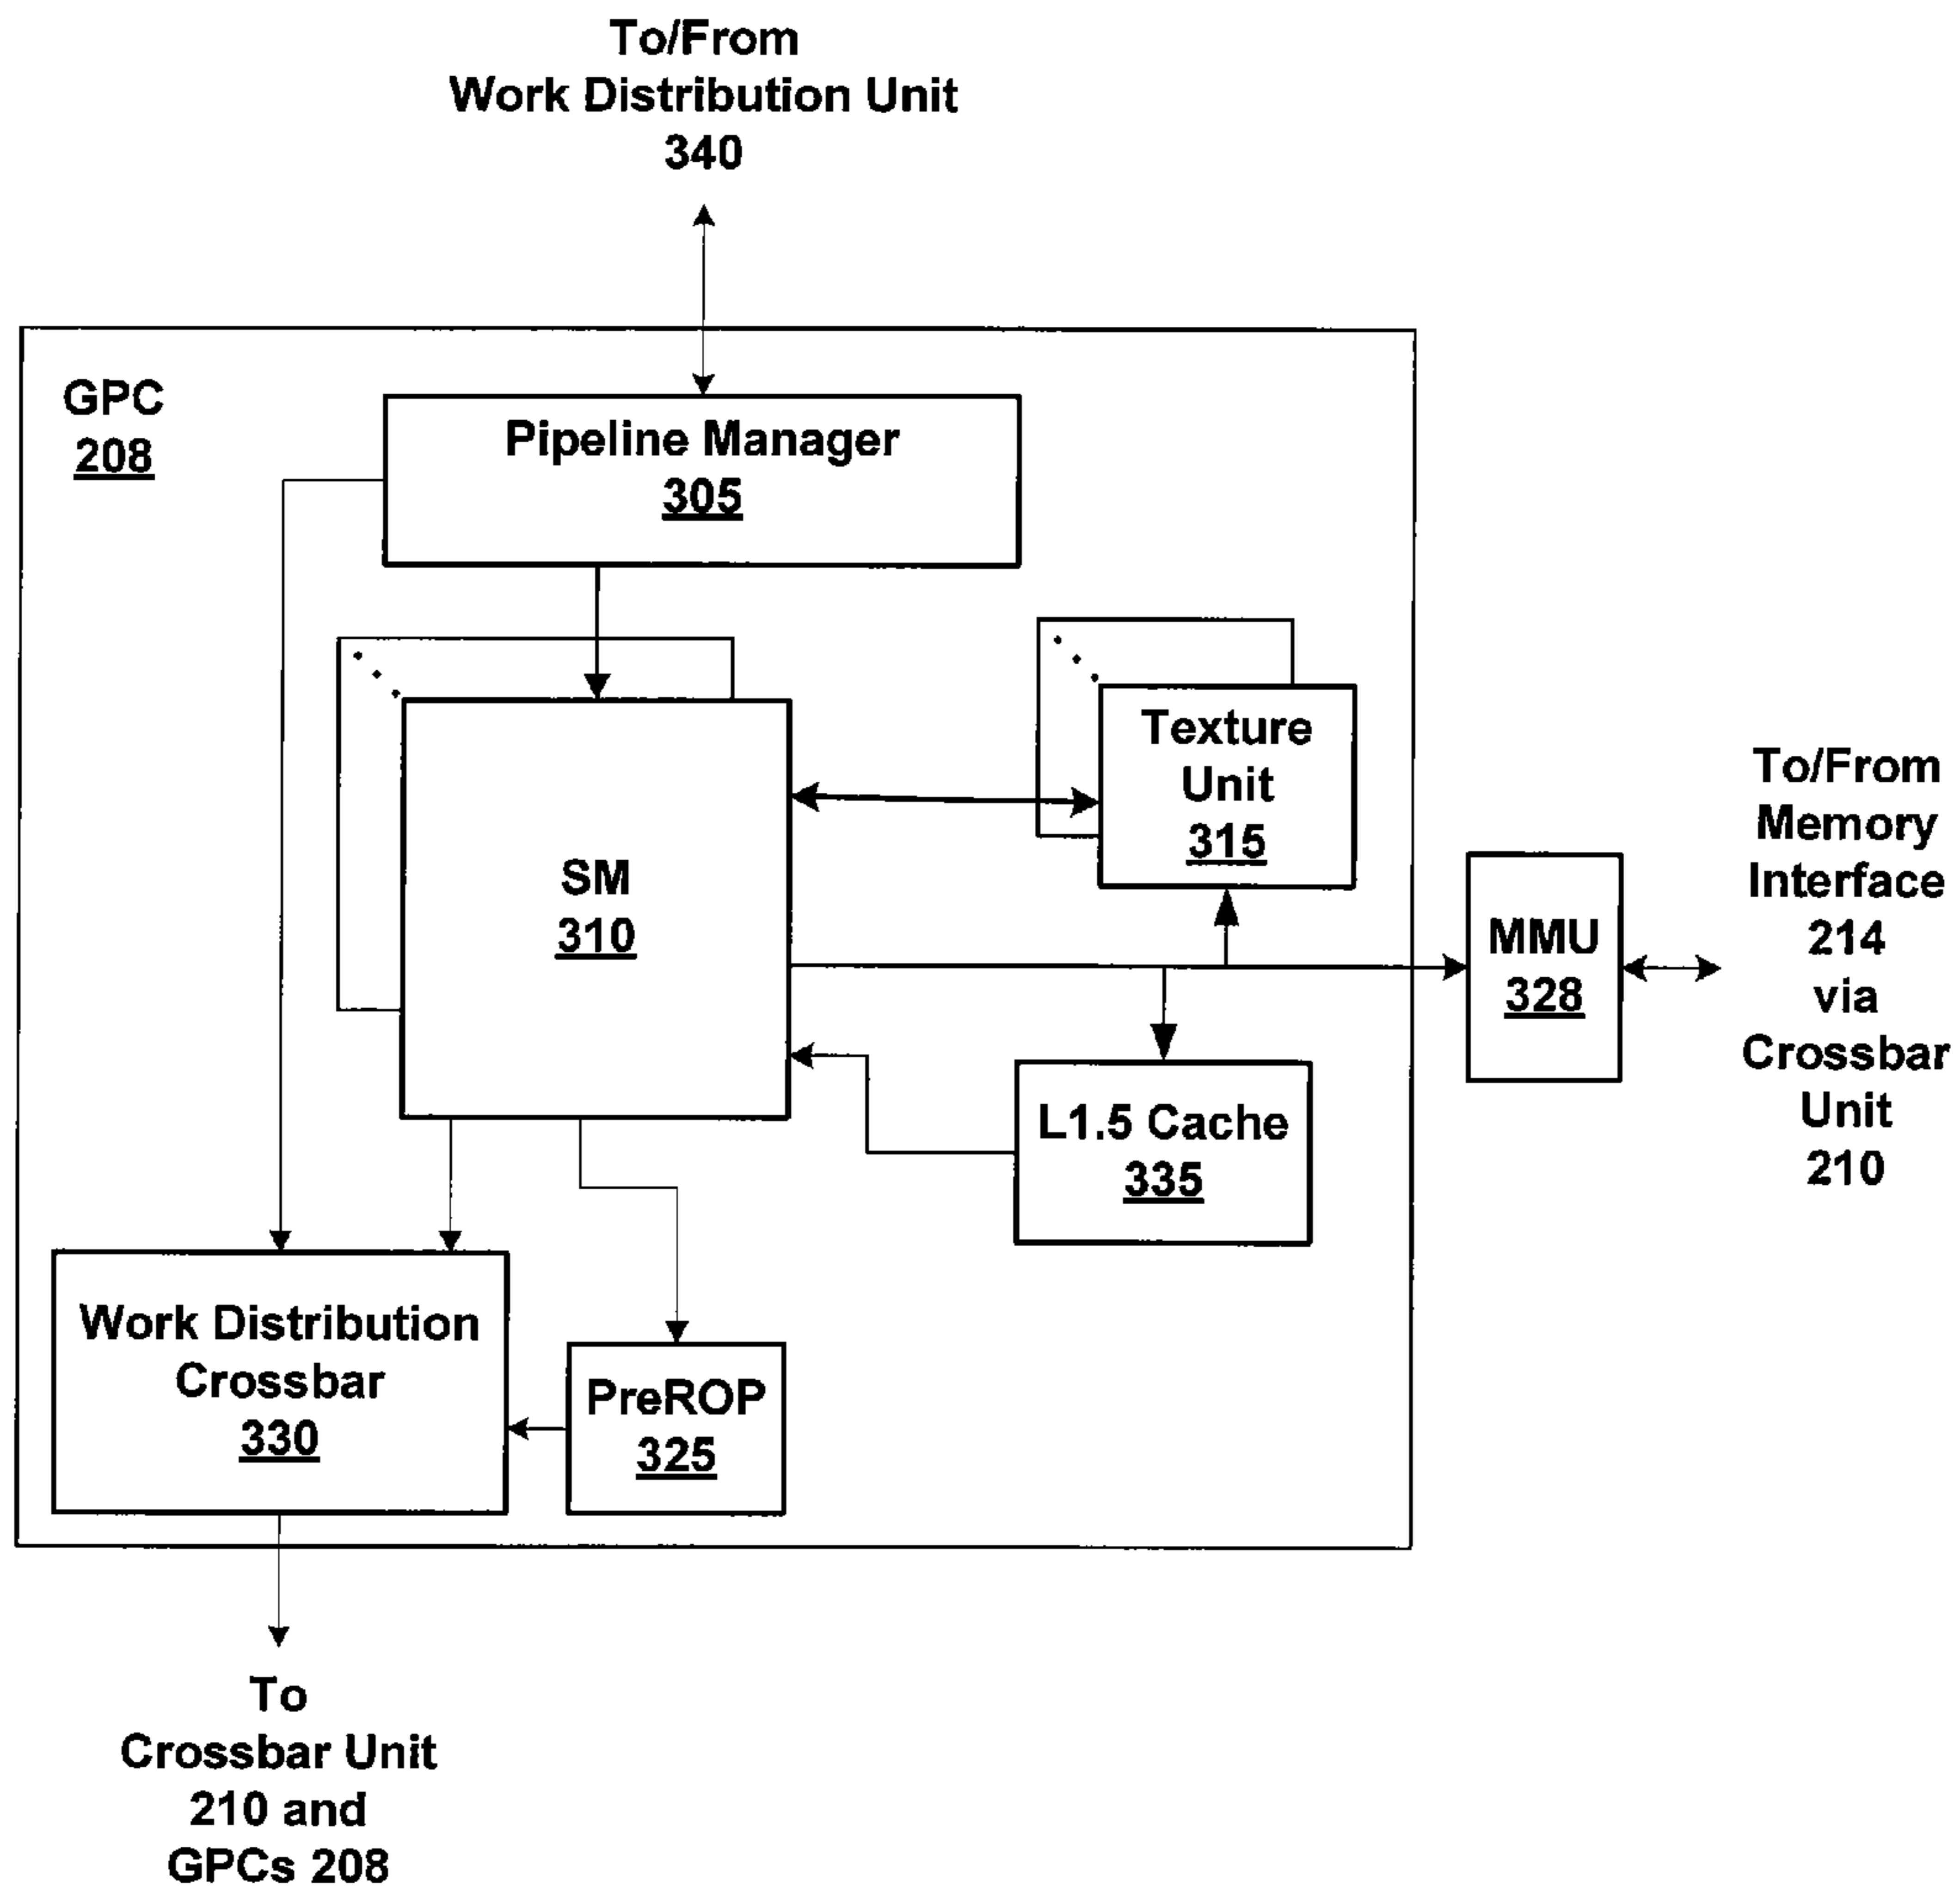 To/From
Work Distribution Unit
340
GPC
208
Pipeline Manager
305
Texture
Unit
315
SM
310
To/From
Memory
Interface
214
via
Crossbar
Unit
210
MMU
328
L1.5 Cache
335
Work Distribution
Crossbar
330
PreROP
325
To
Crossbar Unit
210 and
GPCs 208